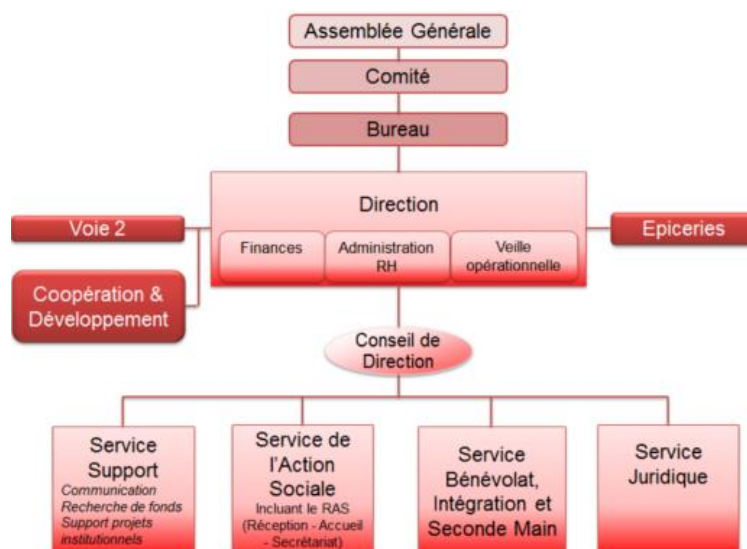 Assemblée Générale
Comité
Bureau
Direction
Finances
Administration
RH
Veille
opérationnelle
Voie 2
Coopération &
Développement
Epiceries
Conseil de
Direction
Service
Support
Communication
Recherche de fonds
Support projets
institutionnels
Service de
l'Action
Sociale
Incluant le RAS
(Réception - Accueil
- Secrétariat)
Service
Bénévolat,
Intégration et
Seconde Main
Service
Juridique